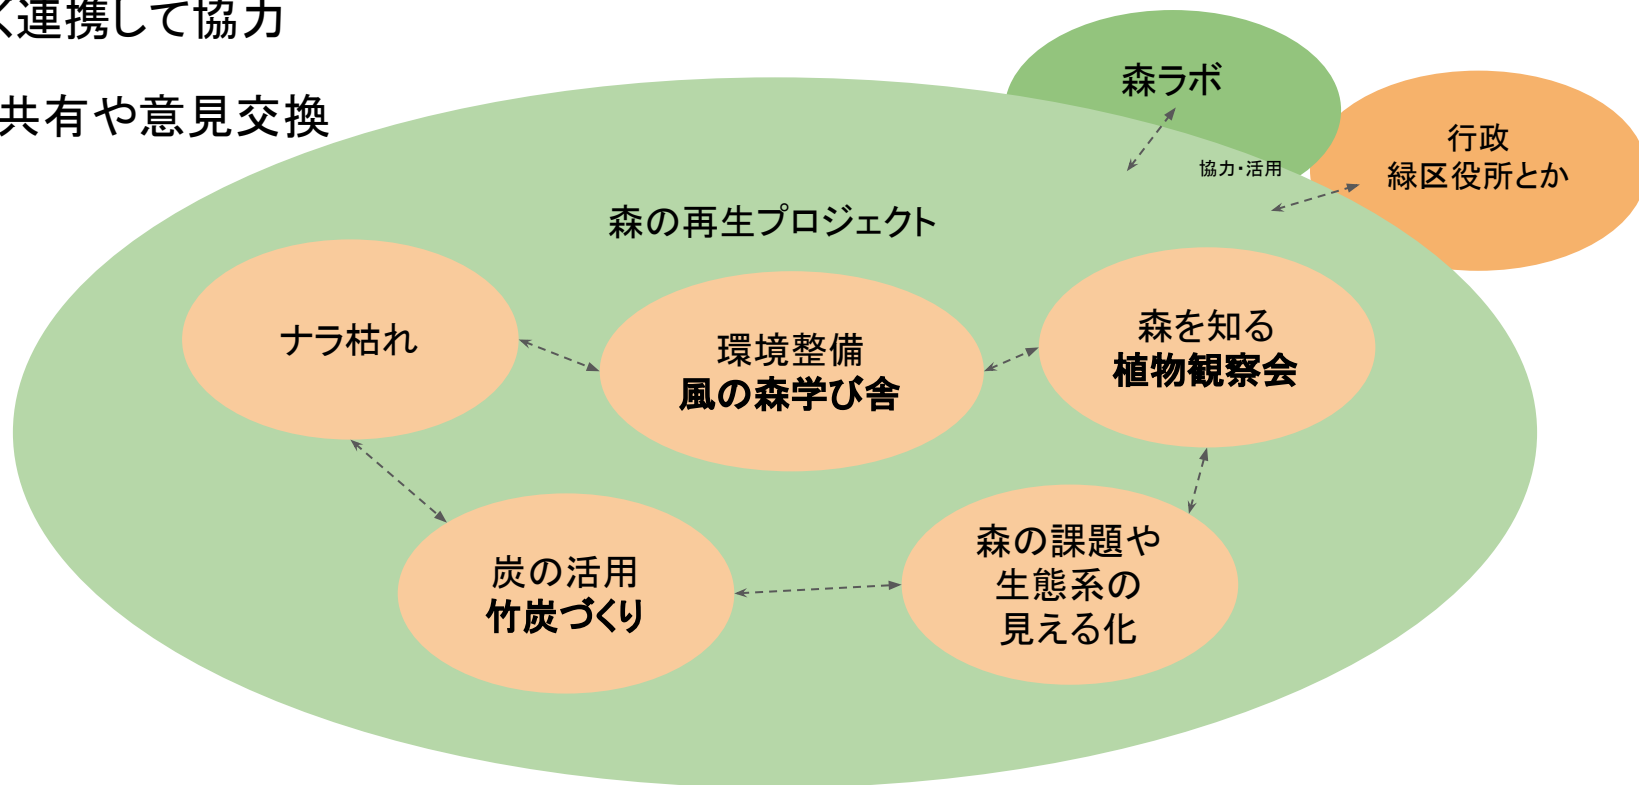 く連携して協力
共有や意見交換
森ラボ
行政
緑区役所とか
協力・活用
森の再生プロジェクト
ナラ枯れ
環境整備
風の森学び舎
森を知る
植物観察会
炭の活用
竹炭づくり
森の課題や
生態系の
見える化